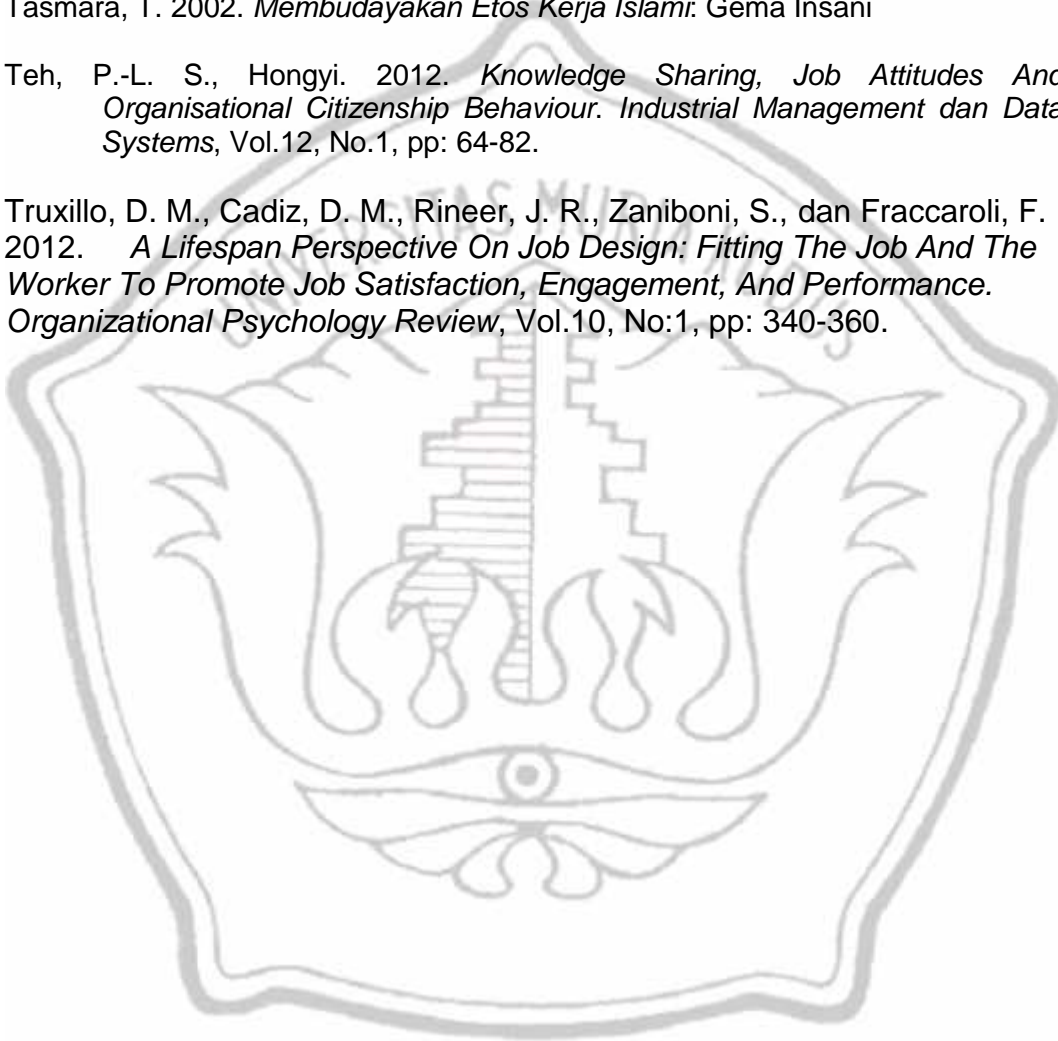 Tasmara, T. 2002. Membudayakan Etos Kerja Islami: Gema Insani
Teh, P.-L. S., Hongyi. 2012. Knowledge Sharing, Job Attitudes And
Organisational Citizenship Behaviour. Industrial Management dan Data
Systems, Vol.12, No.1, pp: 64-82.
UNIVERSITAS MURIA KUDUS
Truxillo, D. M., Cadiz, D. M., Rineer, J. R., Zaniboni, S., dan Fraccaroli, F.
2012. A Lifespan Perspective On Job Design: Fitting The Job And The
Worker To Promote Job Satisfaction, Engagement, And Performance.
Organizational Psychology Review, Vol.10, No:1, pp: 340-360.